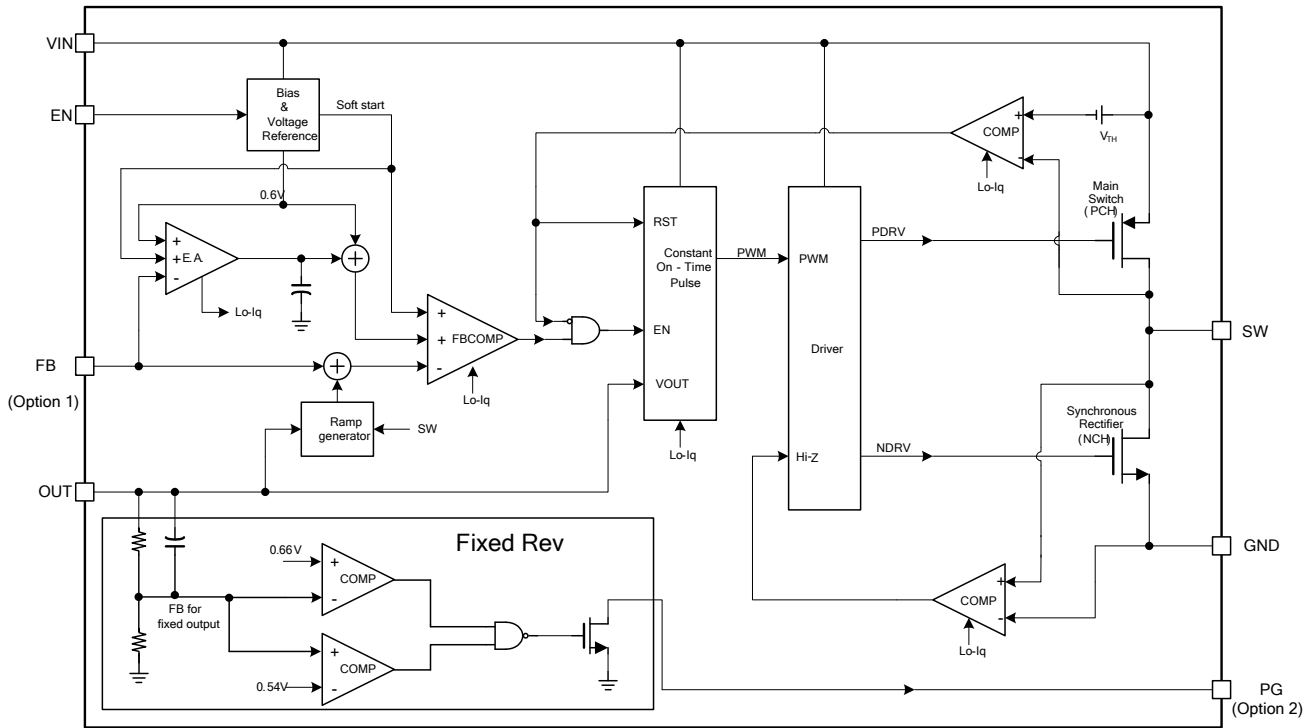 VIN
EN
Bias
&
Voltage
Reference
Soft start
0.6V
+
+
-
E.A.
Lo-Iq
FB
(Option 1)
+
+
-
FBCOMP
Lo-Iq
Ramp
generator
SW
OUT
RST
Constant
On - Time
Pulse
EN
VOUT
Lo-Iq
PWM
PWM
Driver
Hi-Z
PDRV
NDRV
+
-
COMP
Lo-Iq
VTH
Main
Switch
(PCH)
SW
Synchronous
Rectifier
(NCH)
GND
+
-
COMP
Lo-Iq
Fixed Rev
0.66V
+
-
COMP
FB for
fixed output
+
-
COMP
0.54V
PG
(Option 2)